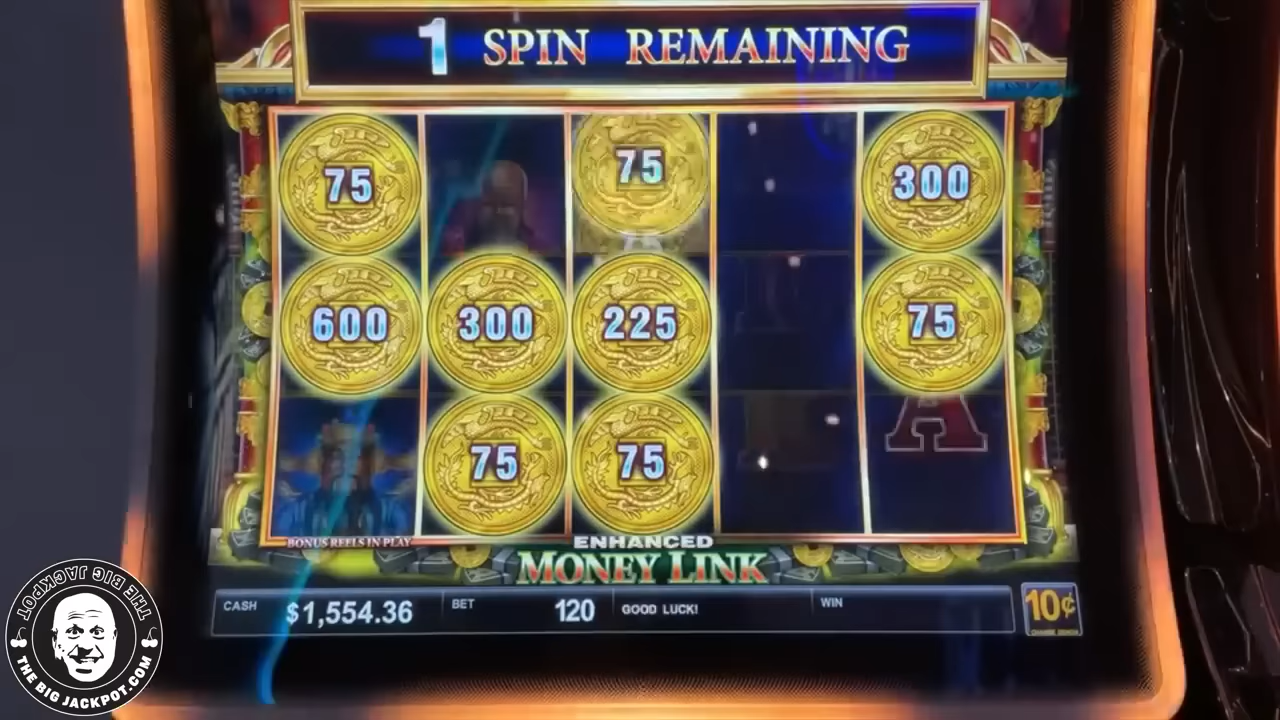 1 SPIN REMAINING
75 75 300
600 300 225 75
75 75
A
BONUS REELS IN PLAY
ENHANCED
MONEY LINK
CASH $1,554.36 BET 120 GOOD LUCK! WIN 10¢
THE BIG JACKPOT
THE BIG JACKPOT.COM